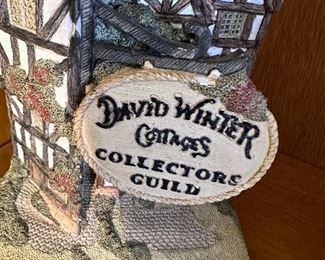 DAVID WINTER
COTTAGES
COLLECTORS
GUILD